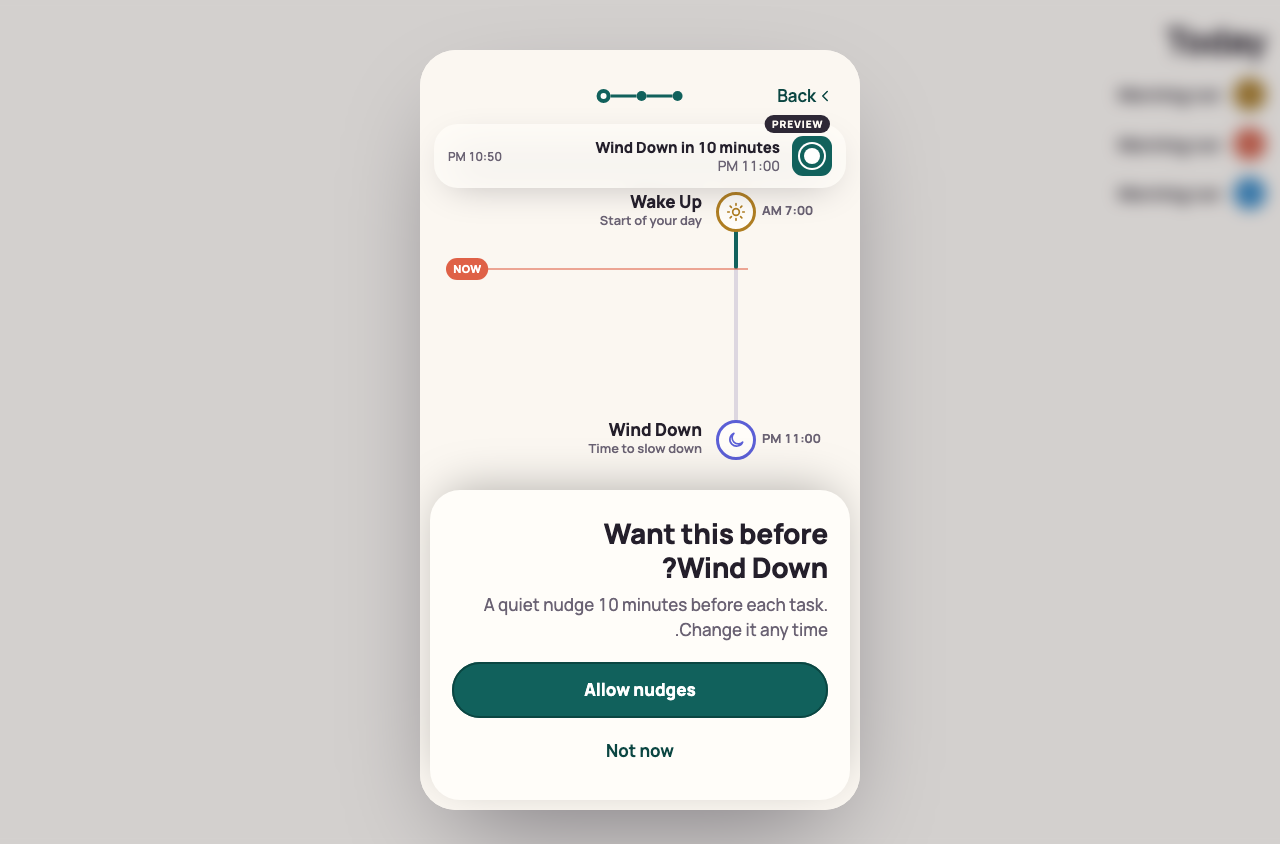 Today
Back
PREVIEW
Wind Down in 10 minutes
PM 11:00
PM 10:50
Wake Up
Start of your day
AM 7:00
NOW
Wind Down
Time to slow down
PM 11:00
Want this before
?Wind Down
A quiet nudge 10 minutes before each task.
.Change it any time
Allow nudges
Not now